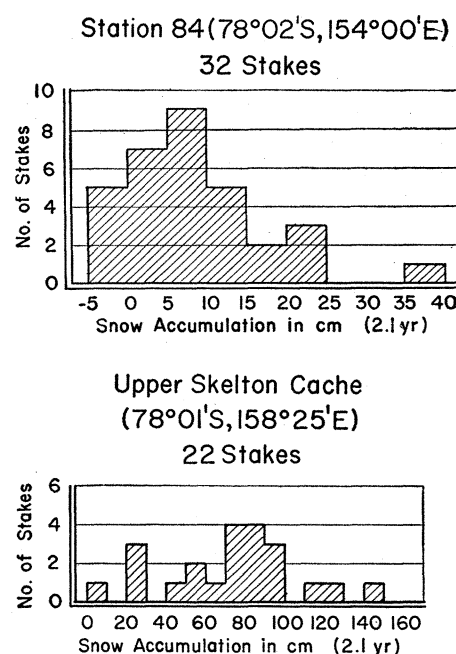 Station 84 (78°02'S, 154°00'E)
32 Stakes
No. of Stakes
10
8
6
4
2
0
-5 0 5 10 15 20 25 30 35 40
Snow Accumulation in cm (2.1 yr)
Upper Skelton Cache
(78°01'S, 158°25'E)
22 Stakes
No. of Stakes
6
4
2
0
0 20 40 60 80 100 120 140 160
Snow Accumulation in cm (2.1 yr)